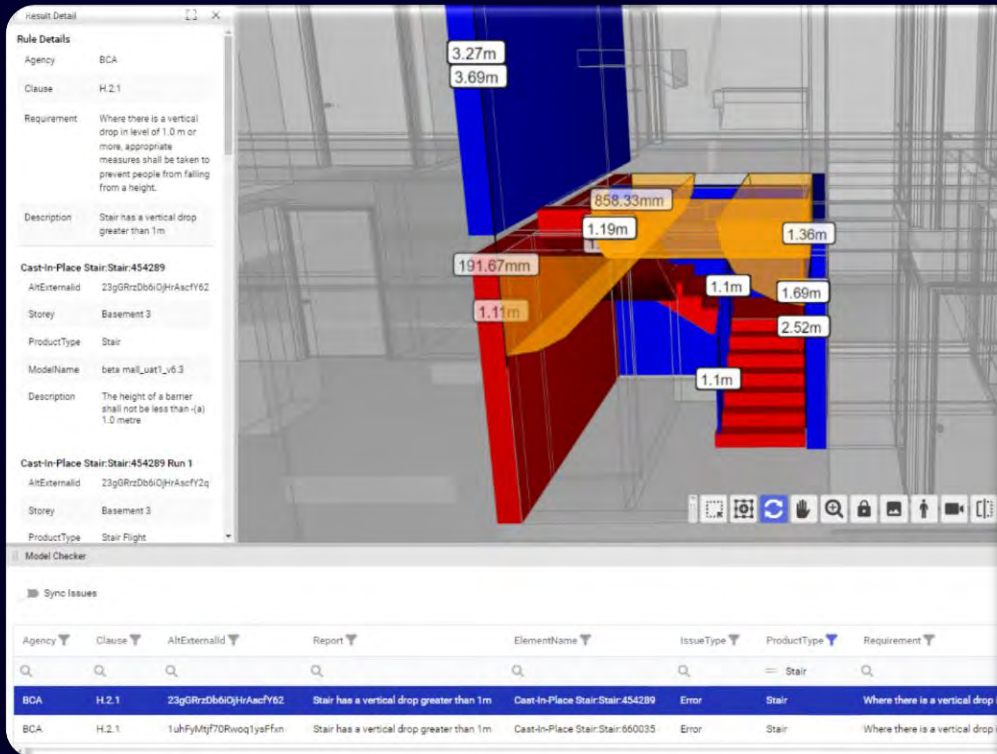 Result Detail
Rule Details
Agency BCA
Clause H.2.1
Requirement Where there is a vertical
drop in level of 1.0 m or
more, appropriate
measures shall be taken to
prevent people from falling
from a height.
Description Stair has a vertical drop
greater than 1m
Cast-In-Place Stair:Stair:454289
AltExternalId 23gGRrzDb6iOjHrAscfY62
Storey Basement 3
ProductType Stair
ModelName beta mall_uat1_v6.3
Description The height of a barrier
shall not be less than -(a)
1.0 metre
Cast-In-Place Stair:Stair:454289 Run 1
AltExternalId 23gGRrzDb6iOjHrAscfY2q
Storey Basement 3
ProductType Stair Flight
3.27m
3.69m
858.33mm
1.19m
1.36m
191.67mm
1.1m
1.69m
1.11m
2.52m
1.1m
Model Checker
Sync Issues
Agency Clause AltExternalId Report ElementName IssueType ProductType Requirement
= Stair
BCA H.2.1 23gGRrzDb6iOjHrAscfY62 Stair has a vertical drop greater than 1m Cast-In-Place Stair:Stair:454289 Error Stair Where there is a vertical drop
BCA H.2.1 1uhFyMtjf70Rwoq1ysFfxn Stair has a vertical drop greater than 1m Cast-In-Place Stair:Stair:660035 Error Stair Where there is a vertical drop